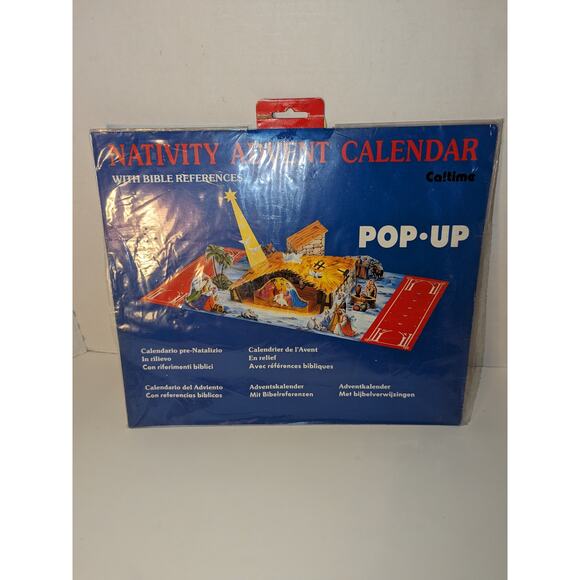 NATIVITY ADVENT CALENDAR
WITH BIBLE REFERENCES
Caltime
POP·UP
Calendario pre-Natalizio
In rilievo
Con riferimenti biblici
Calendrier de l'Avent
En relief
Avec références bibliques
Calendario del Adviento
Con referencias biblicas
Adventskalender
Mit Bibelreferenzen
Adventkalender
Met bijbelverwijzingen